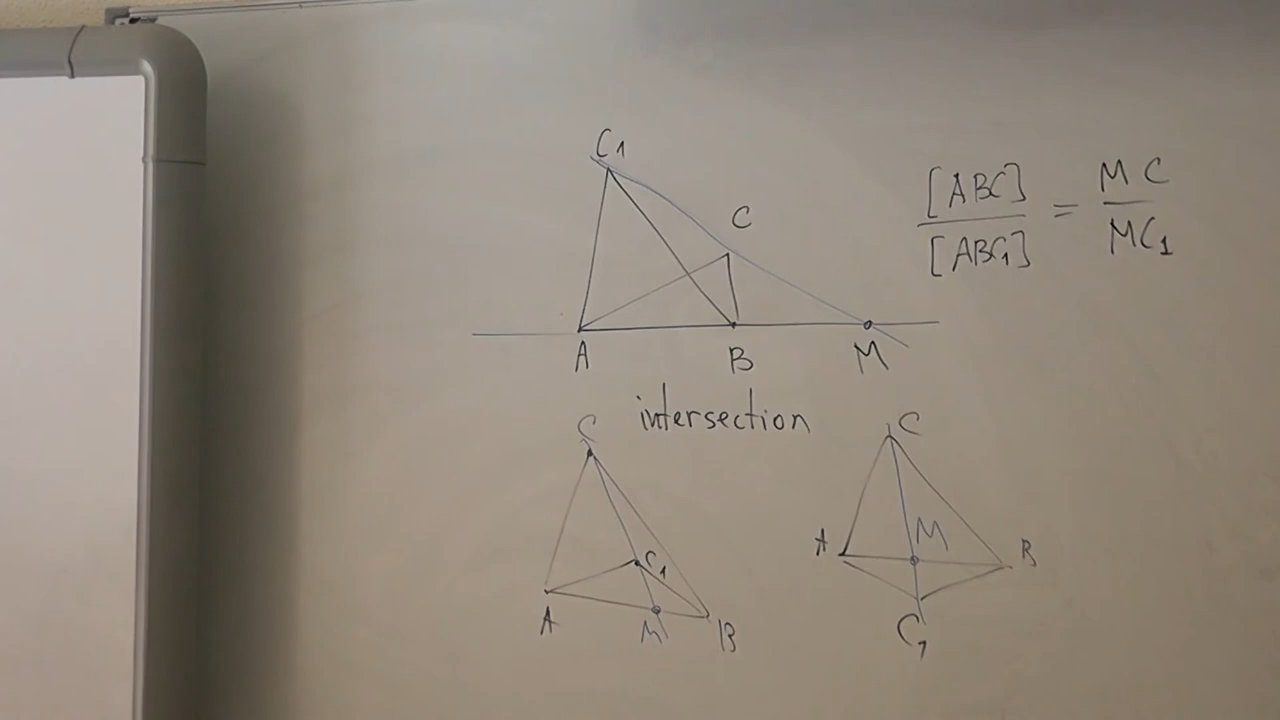 C1
C
[ABC] / [ABC1] = MC / MC1
A B M
intersection
C
C1
A M B
C
A M B
C1